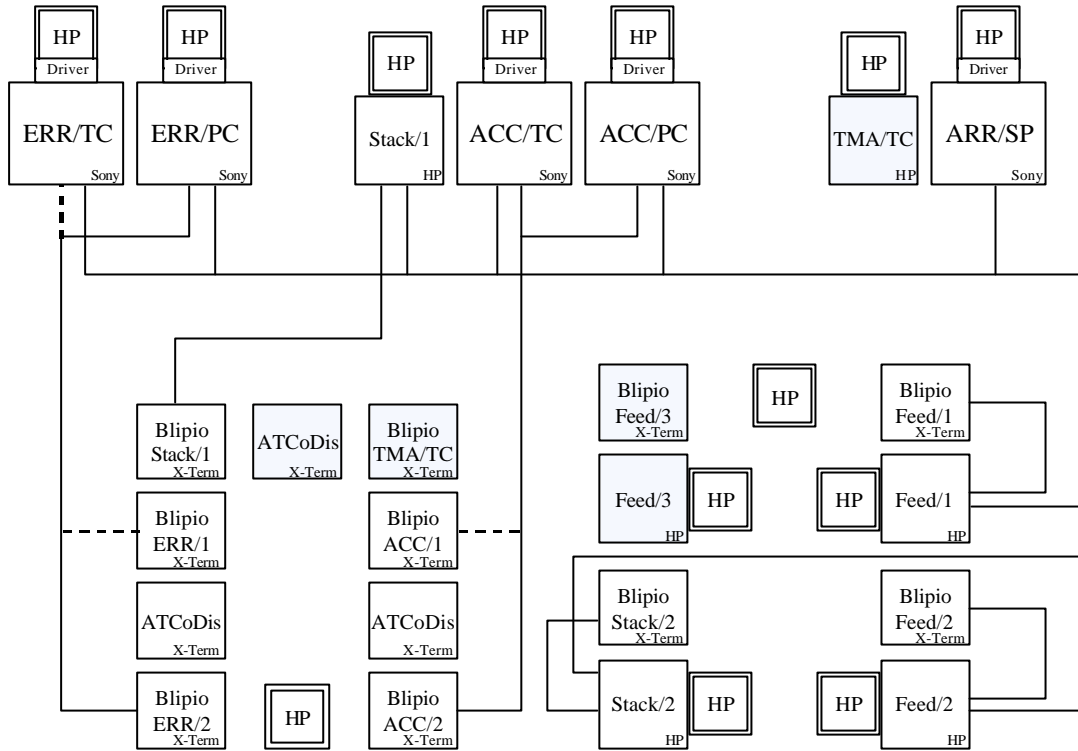 HP
Driver
ERR/TC
Sony
HP
Driver
ERR/PC
Sony
HP
Stack/1
HP
HP
Driver
ACC/TC
Sony
HP
Driver
ACC/PC
Sony
HP
TMA/TC
HP
HP
Driver
ARR/SP
Sony
Blipio
Stack/1
X-Term
ATCoDis
X-Term
Blipio
TMA/TC
X-Term
Blipio
ERR/1
X-Term
Blipio
ACC/1
X-Term
ATCoDis
X-Term
ATCoDis
X-Term
Blipio
ERR/2
X-Term
HP
Blipio
ACC/2
X-Term
Blipio
Feed/3
X-Term
HP
Blipio
Feed/1
X-Term
Feed/3
HP
HP
HP
Feed/1
HP
Blipio
Stack/2
X-Term
Blipio
Feed/2
X-Term
Stack/2
HP
HP
HP
Feed/2
HP